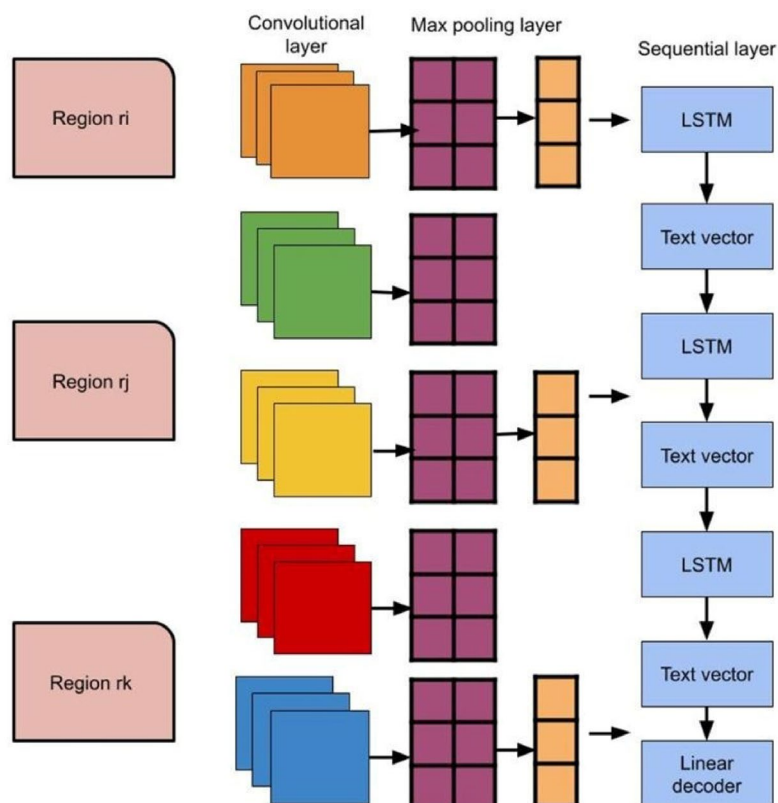 Convolutional
layer
Max pooling layer
Sequential layer
Region ri
LSTM
Text vector
Region rj
LSTM
Text vector
LSTM
Region rk
Text vector
Linear
decoder